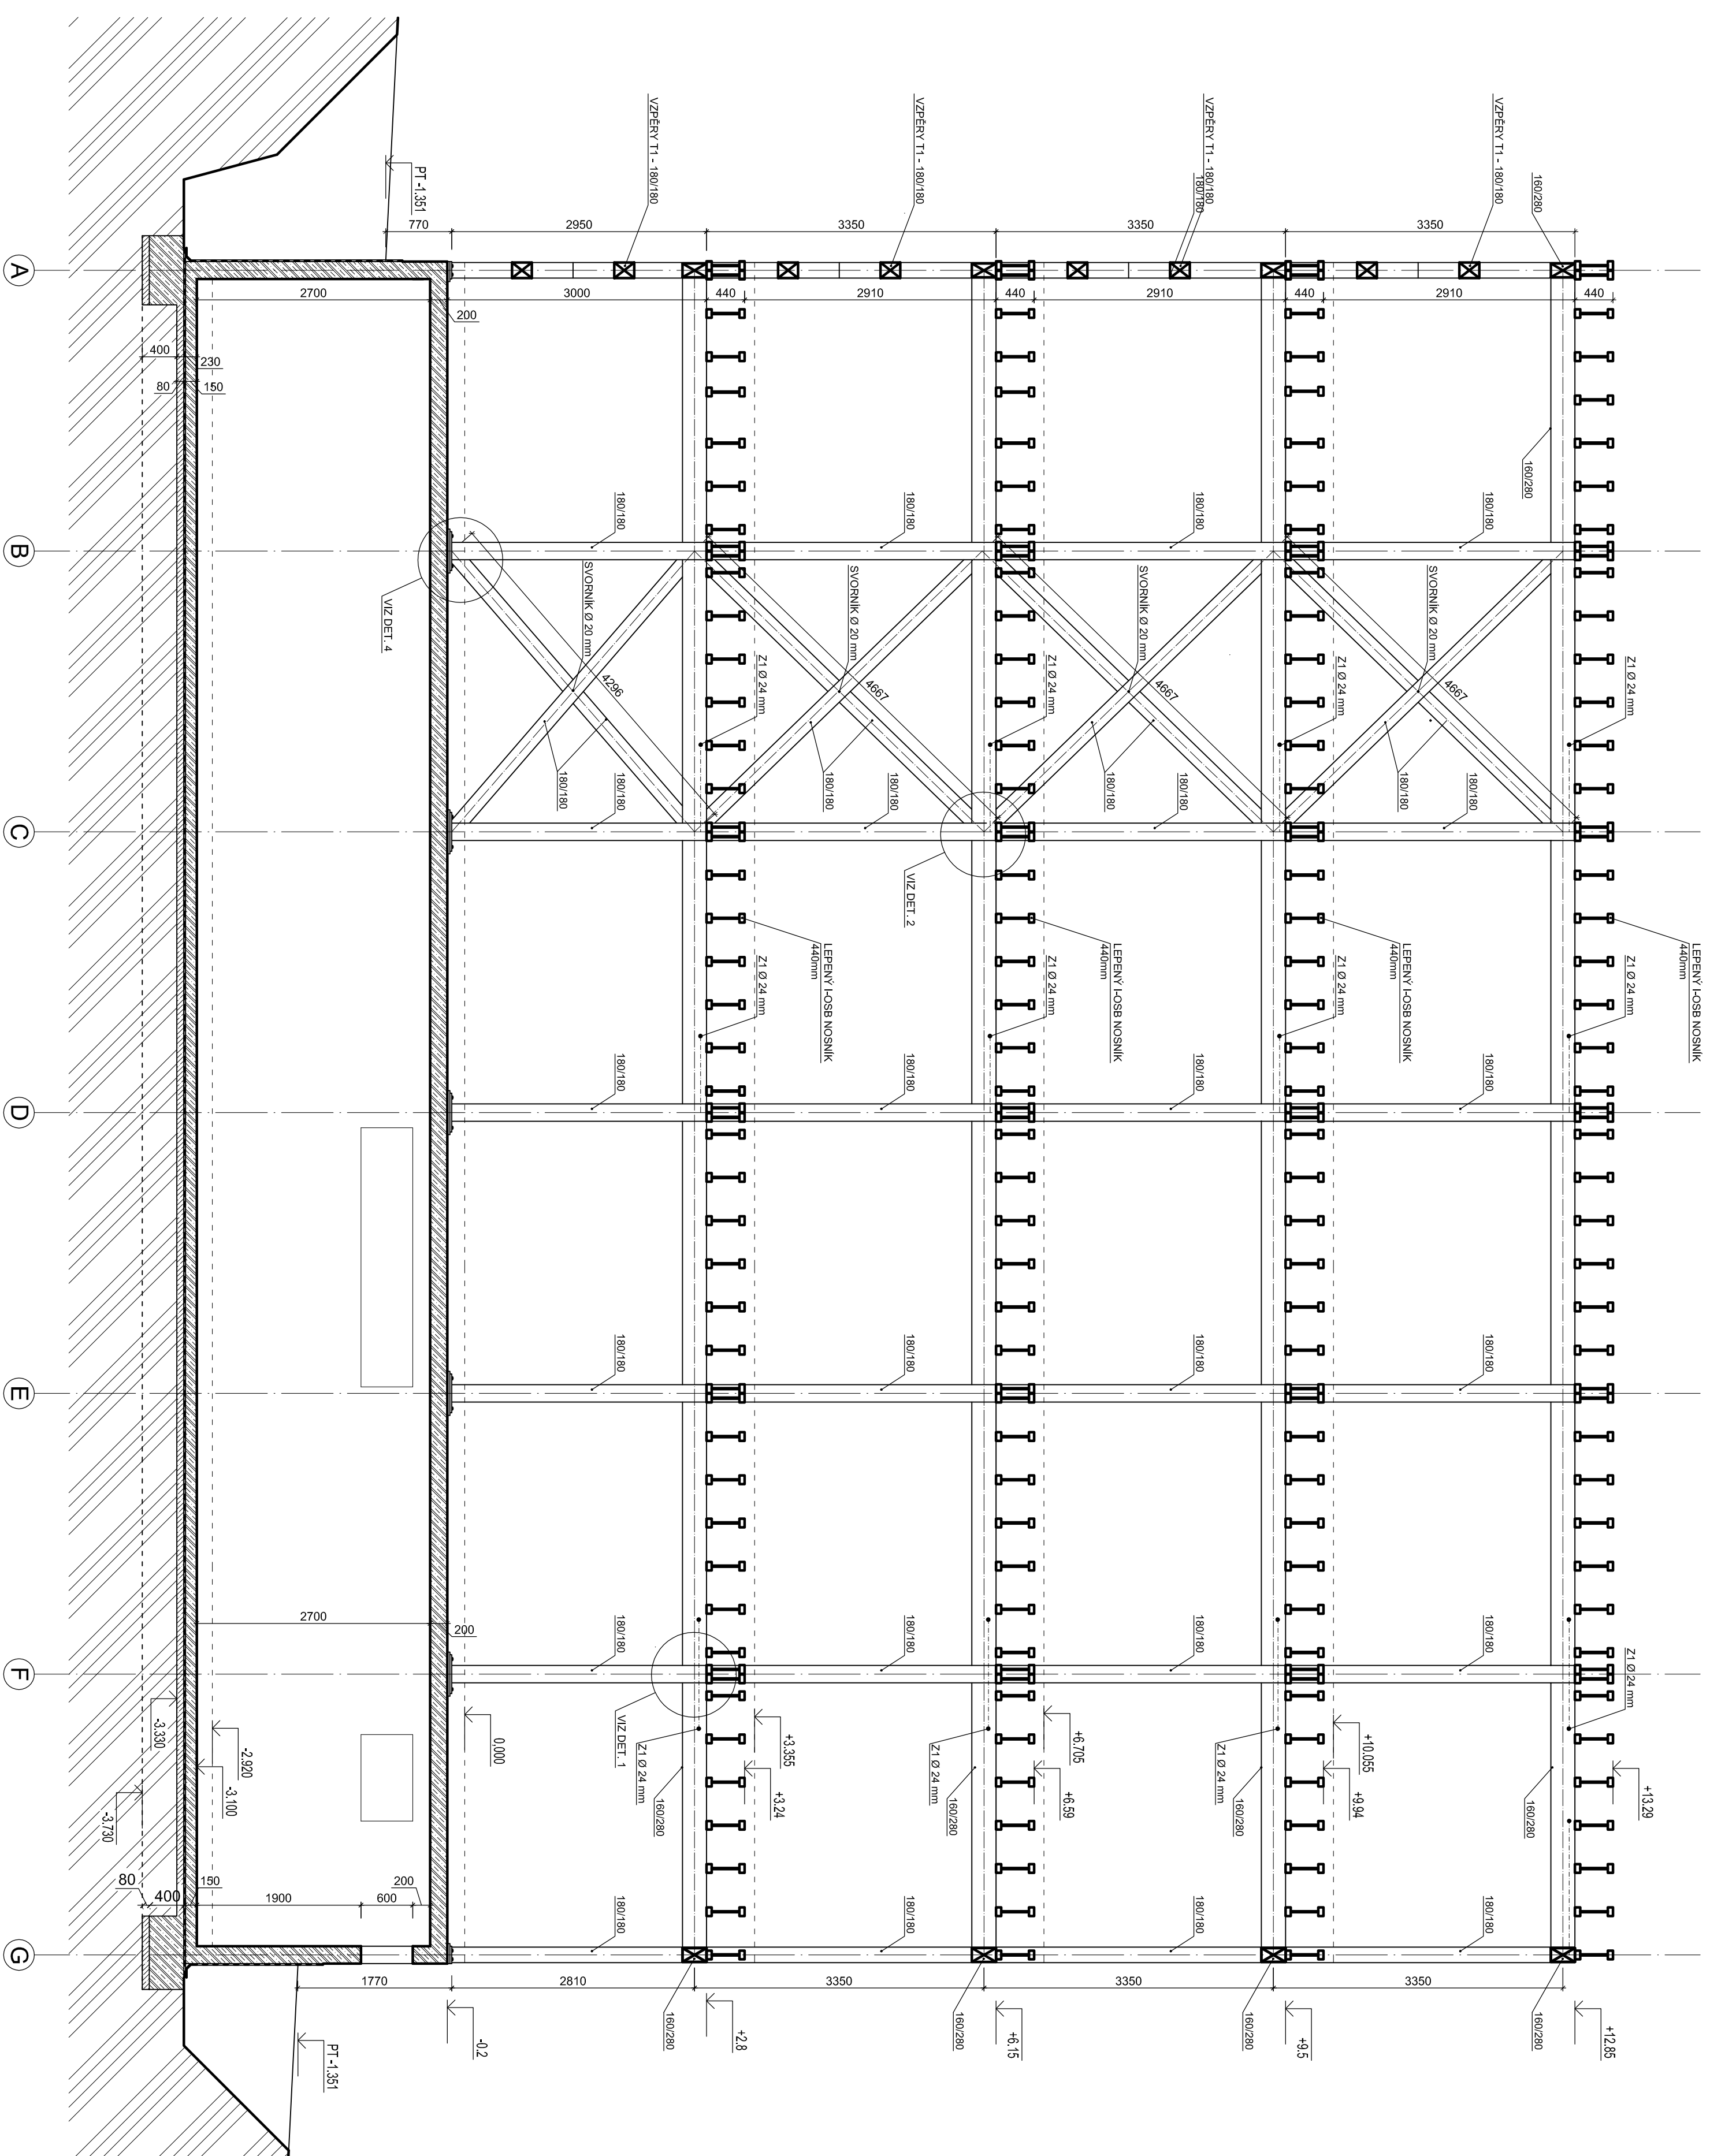 LEPENÝ I-OSB NOSNÍK
440mm
LEPENÝ I-OSB NOSNÍK
440mm
LEPENÝ I-OSB NOSNÍK
440mm
LEPENÝ I-OSB NOSNÍK
440mm
Z1 Ø 24 mm
Z1 Ø 24 mm
Z1 Ø 24 mm
+13.29
+12.85
440
160/280
VZPĚRY T1 - 180/180
160/280
180/180
180/180
180/180
180/180
180/180
180/180
180/180
SVORNÍK Ø 20 mm
4667
160/280
160/280
3350
2910
3350
Z1 Ø 24 mm
Z1 Ø 24 mm
Z1 Ø 24 mm
+10.055
+9.94
+9.5
440
VZPĚRY T1 - 180/180
180/180
180/180
180/180
180/180
180/180
180/180
180/180
180/180
SVORNÍK Ø 20 mm
4667
160/280
160/280
3350
2910
3350
Z1 Ø 24 mm
Z1 Ø 24 mm
Z1 Ø 24 mm
+6.705
+6.59
+6.15
440
VZPĚRY T1 - 180/180
180/180
180/180
180/180
180/180
180/180
180/180
180/180
SVORNÍK Ø 20 mm
4667
VIZ DET. 2
160/280
160/280
3350
2910
3350
Z1 Ø 24 mm
Z1 Ø 24 mm
Z1 Ø 24 mm
+3.355
+3.24
+2.8
440
VZPĚRY T1 - 180/180
180/180
180/180
180/180
180/180
180/180
180/180
180/180
SVORNÍK Ø 20 mm
4296
VIZ DET. 1
160/280
160/280
2950
3000
2810
0.000
-0.2
VIZ DET. 4
PT -1.351
770
200
2700
200
2700
200
600
1900
1770
PT -1.351
400
230
80
150
-2.920
-3.100
-3.330
-3.730
150
400
80
A
B
C
D
E
F
G